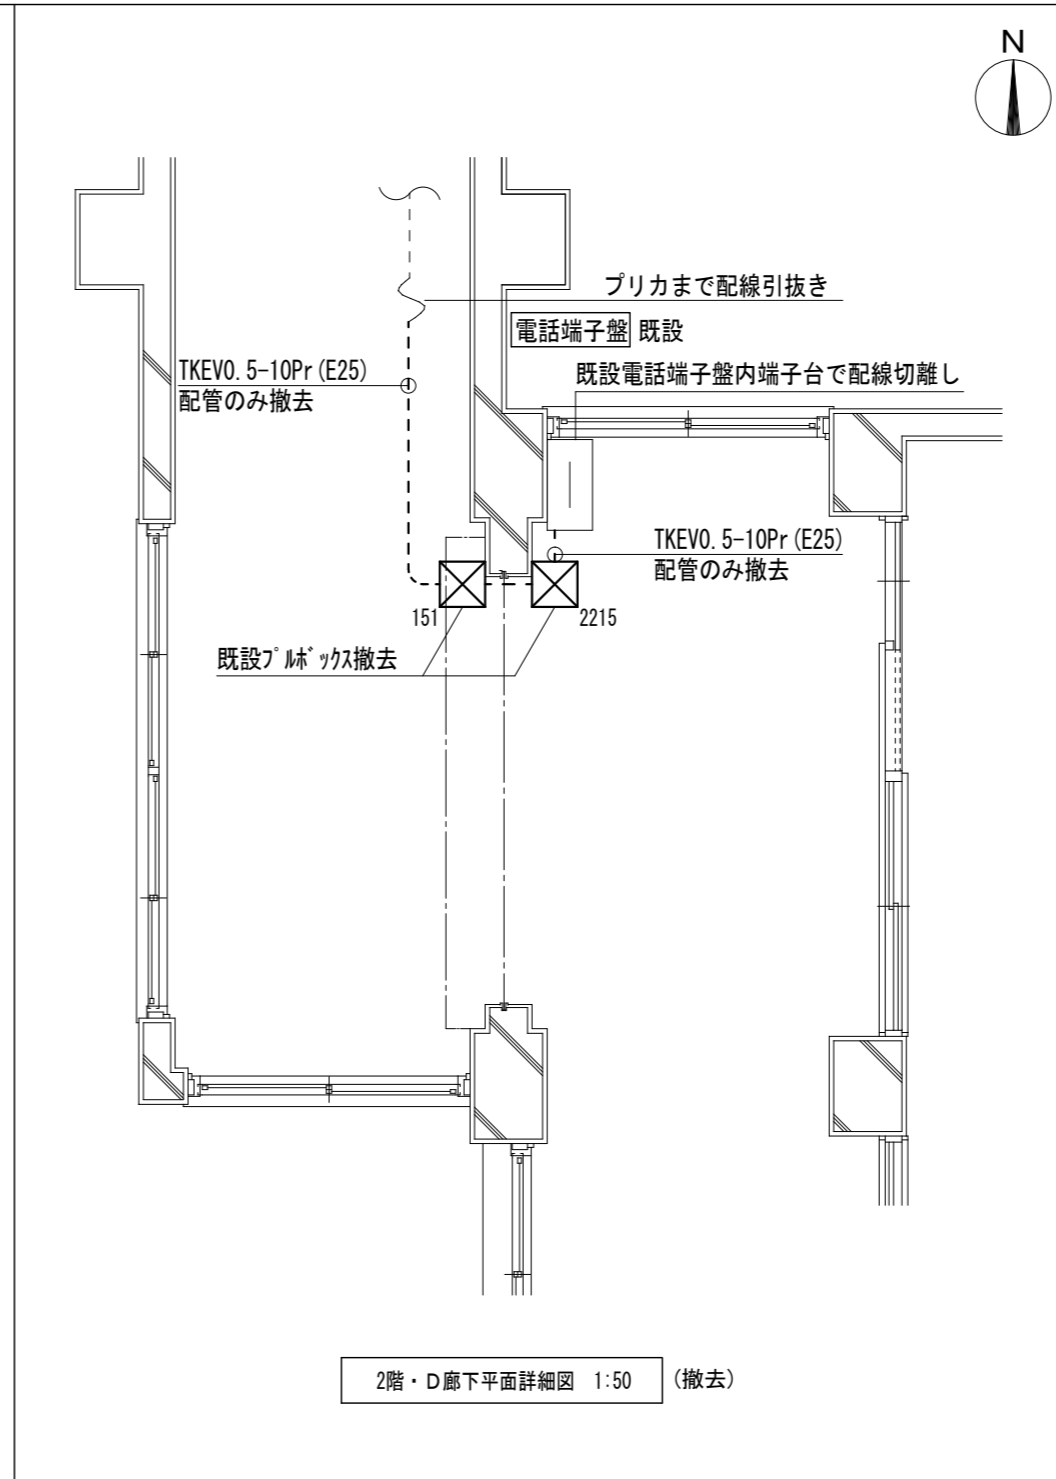 N
プリカまで配線引抜き
電話端子盤 既設
TKEV0.5-10Pr(E25)
配管のみ撤去
既設電話端子盤内端子台で配線切離し
TKEV0.5-10Pr(E25)
配管のみ撤去
151
2215
既設プルボックス撤去
2階・D廊下平面詳細図 1:50 (撤去)